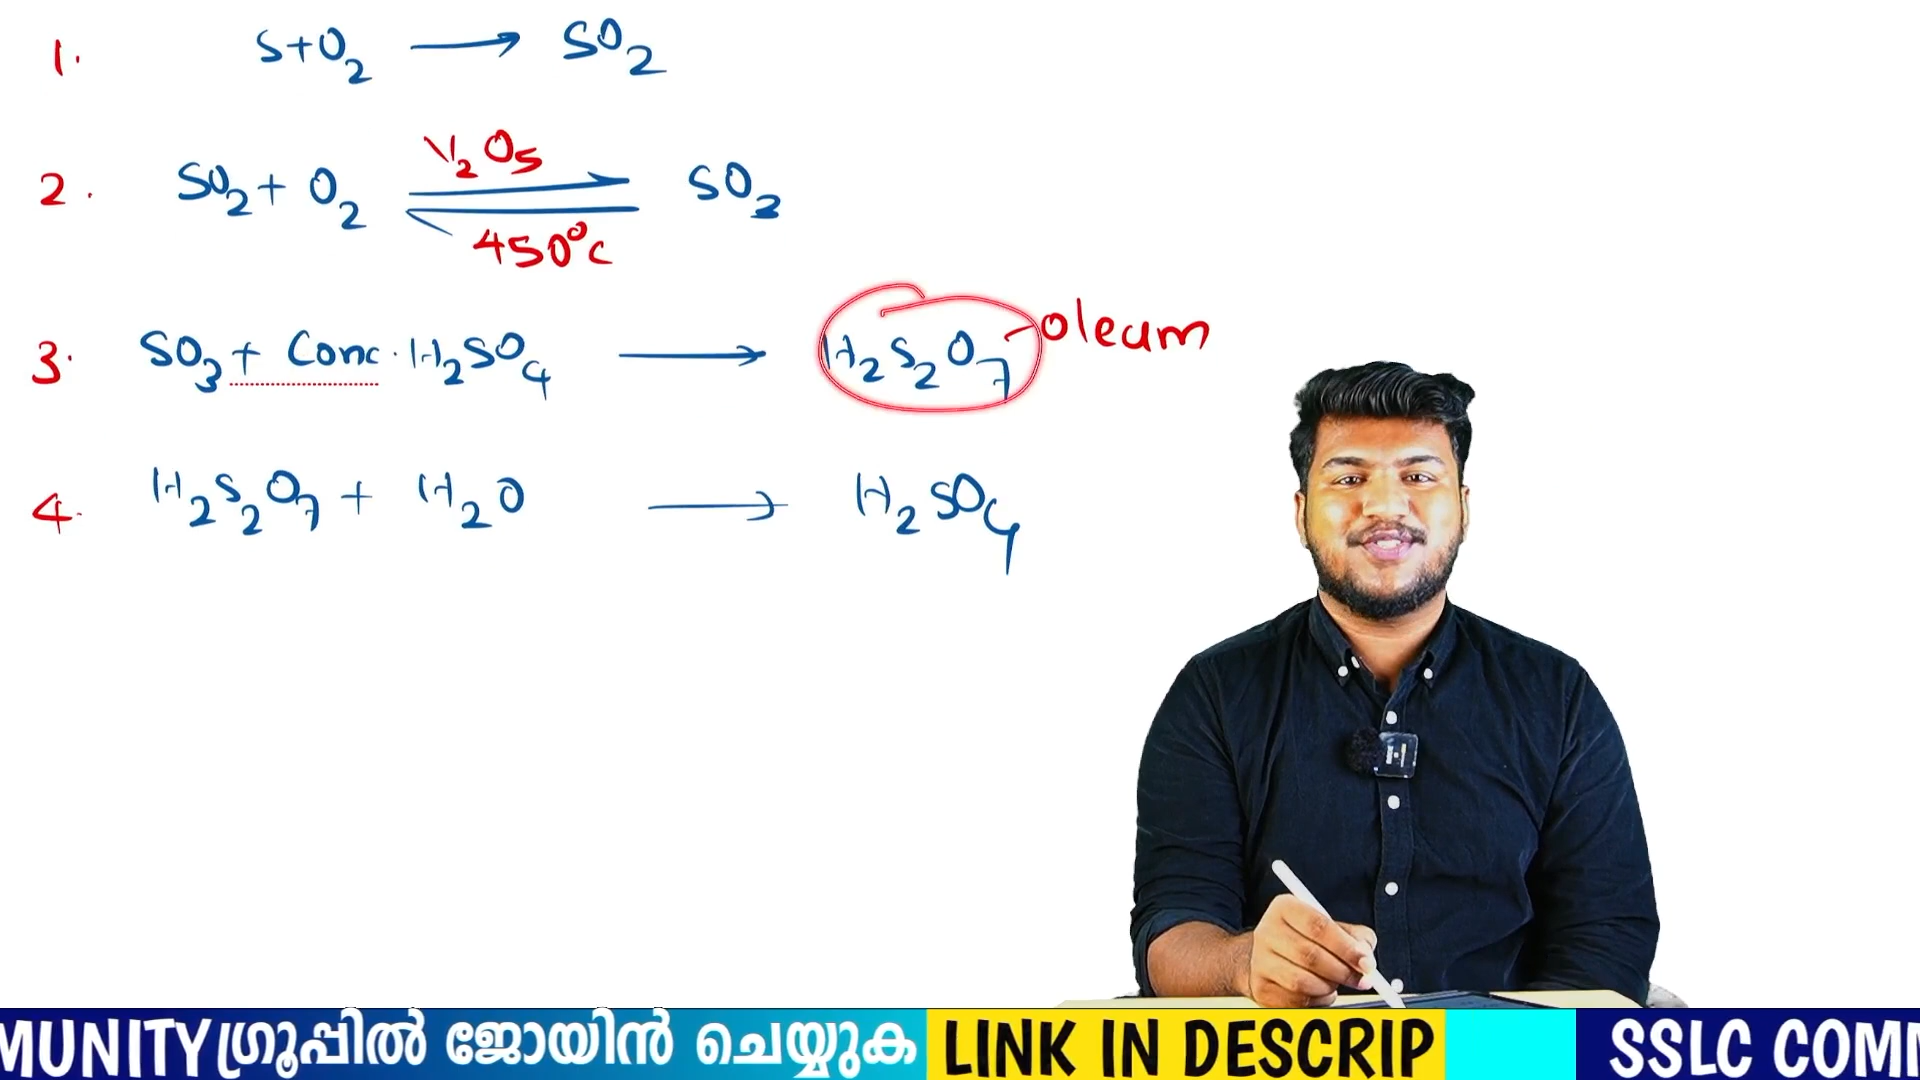 1. S+O₂ ⟶ SO₂
V₂O₅
2. SO₂+ O₂ ⇌ SO₃
450°C
3. SO₃+ Conc. H₂SO₄ ⟶ H₂S₂O₇ - oleum
4. H₂S₂O₇+ H₂O ⟶ H₂SO₄
MUNITY ഗ്രൂപ്പിൽ ജോയിൻ ചെയ്യുക LINK IN DESCRIP SSLC COMM